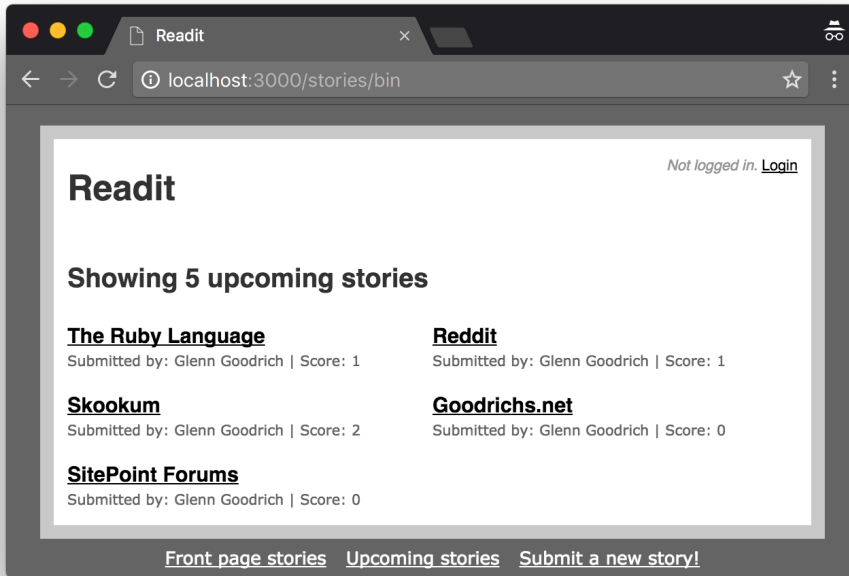 Readit
localhost:3000/stories/bin
Not logged in. Login
Readit
Showing 5 upcoming stories
The Ruby Language
Submitted by: Glenn Goodrich | Score: 1
Reddit
Submitted by: Glenn Goodrich | Score: 1
Skookum
Submitted by: Glenn Goodrich | Score: 2
Goodrichs.net
Submitted by: Glenn Goodrich | Score: 0
SitePoint Forums
Submitted by: Glenn Goodrich | Score: 0
Front page stories Upcoming stories Submit a new story!